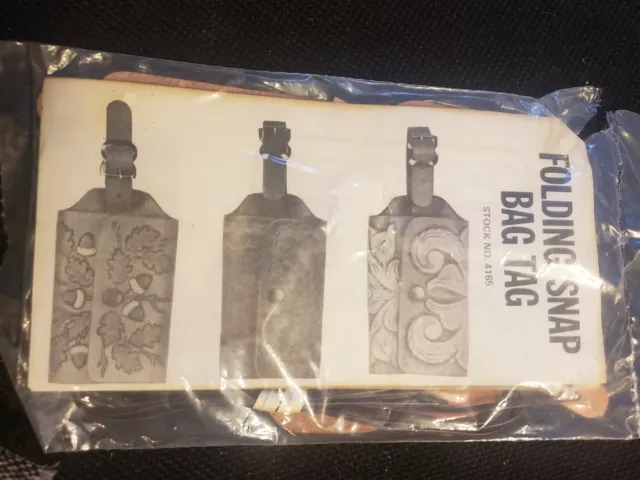 FOLDING SNAP
BAG TAG
STOCK NO. 4165